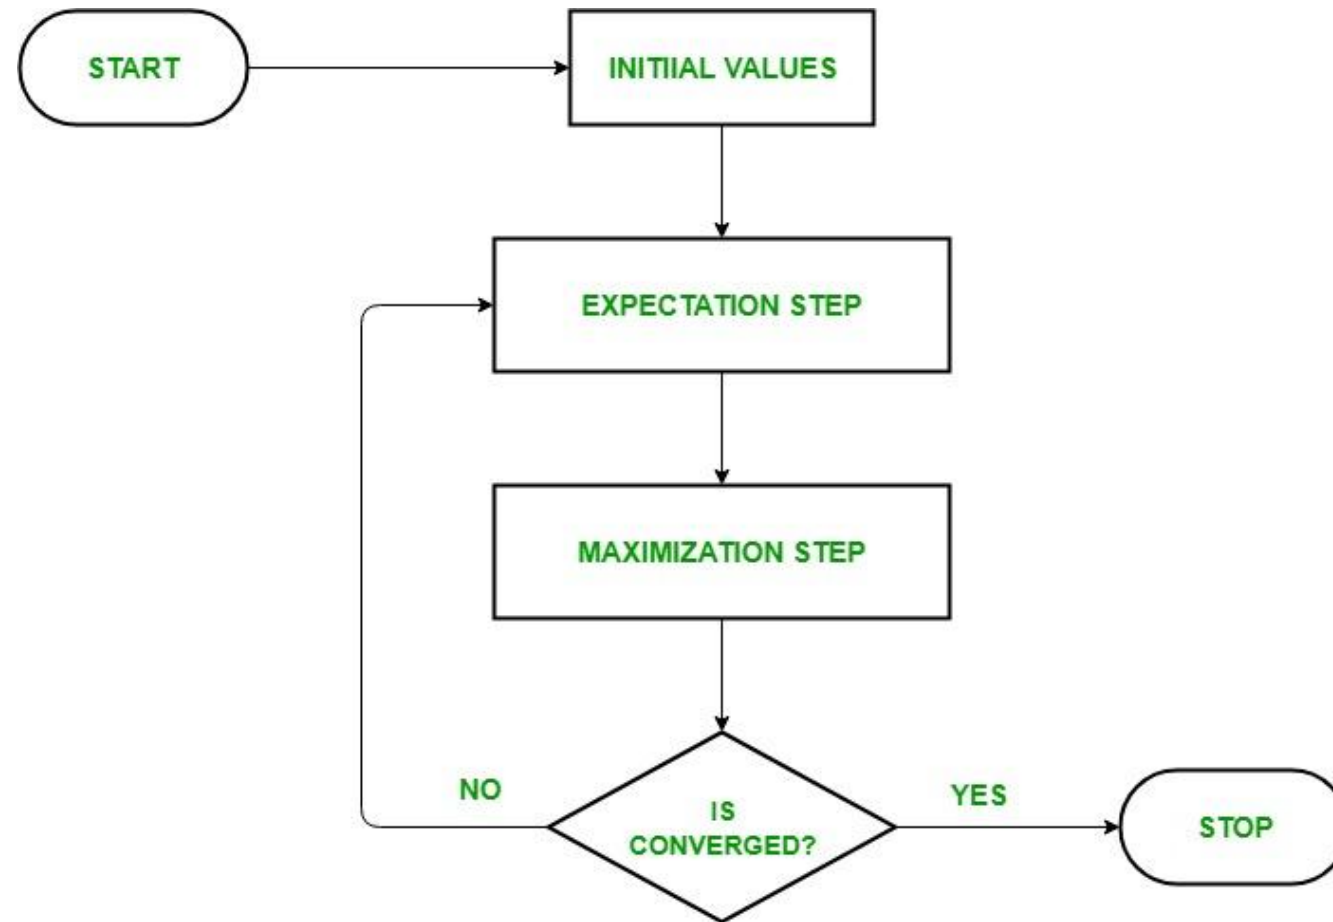 START
INITIIAL VALUES
EXPECTATION STEP
MAXIMIZATION STEP
NO
IS
CONVERGED?
YES
STOP